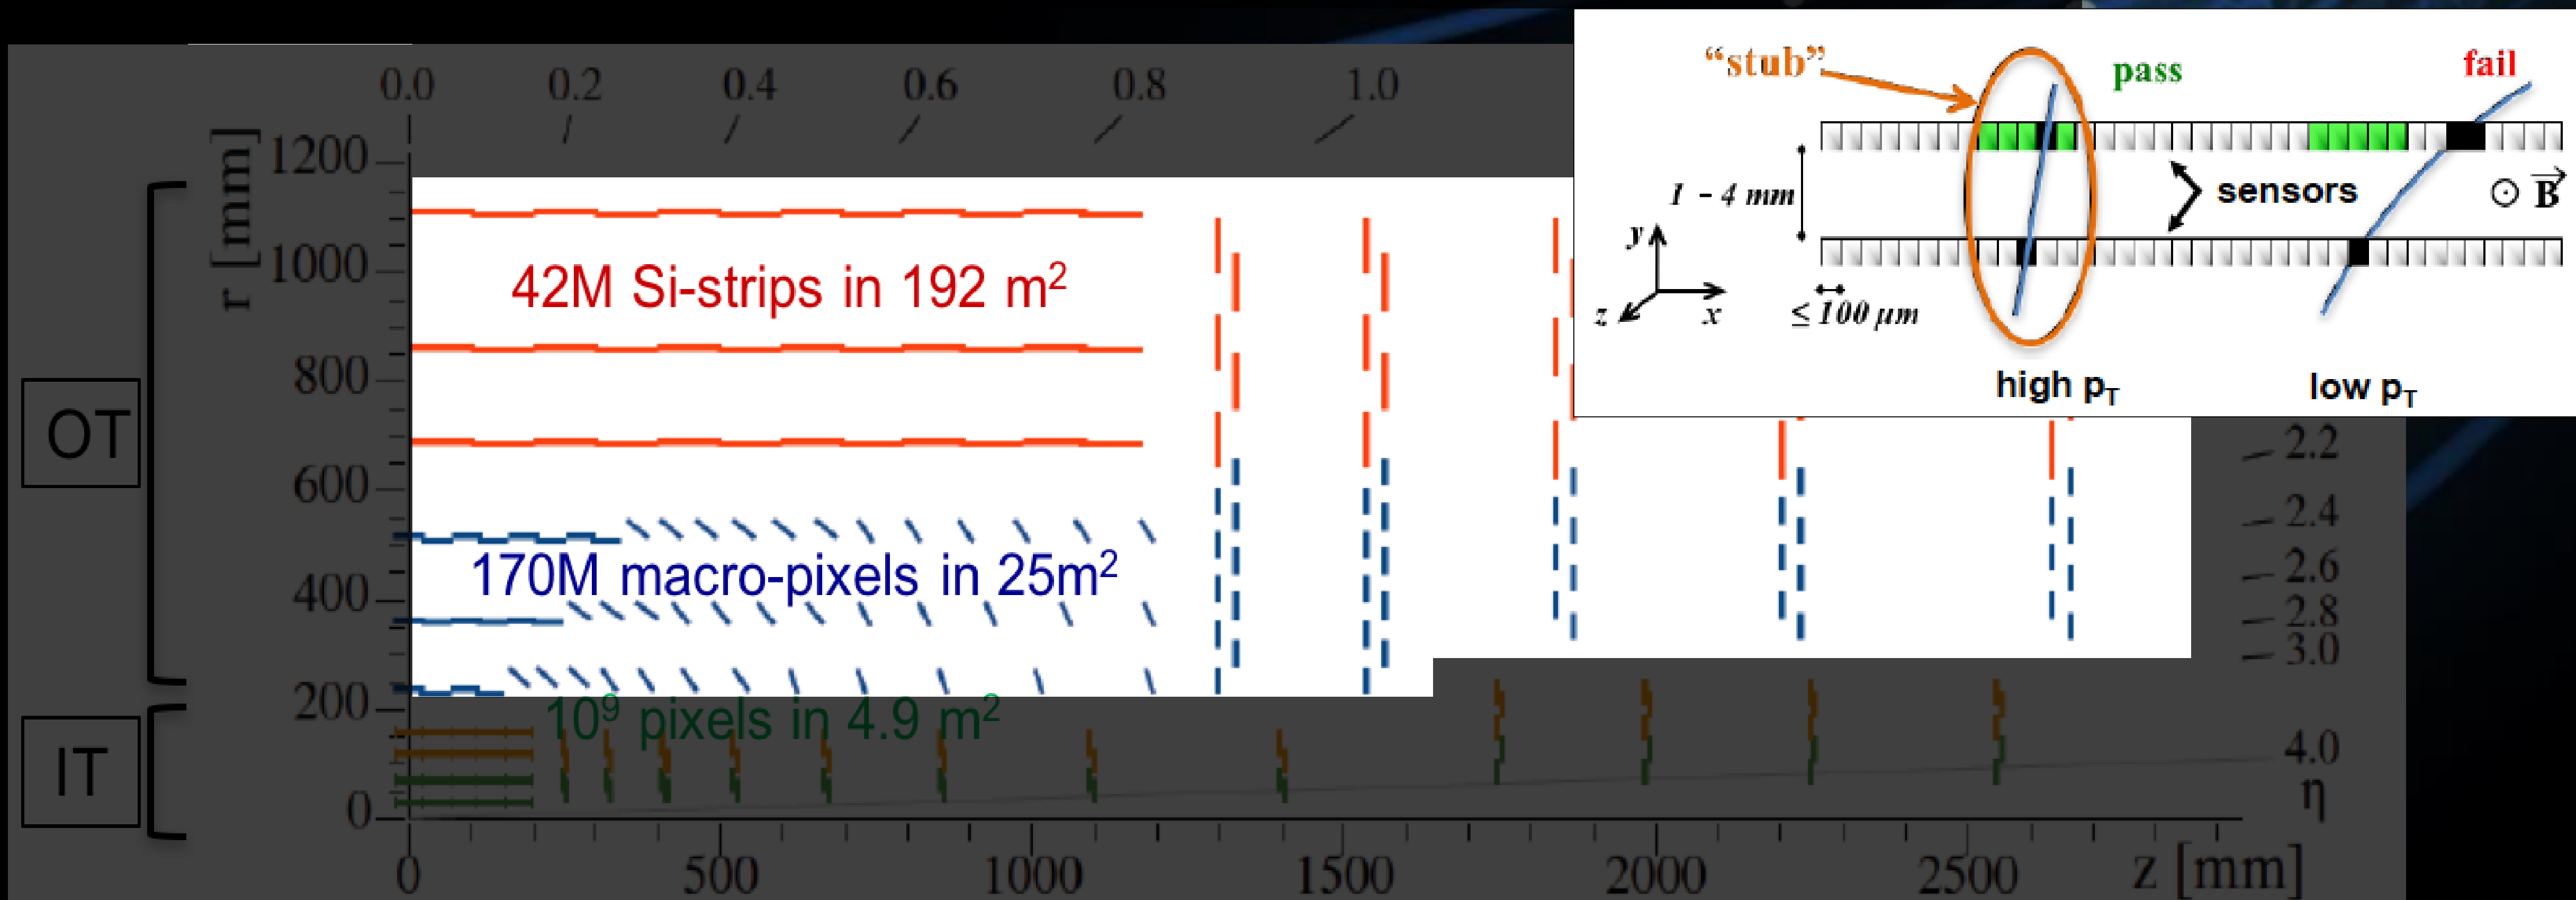 0.0 0.2 0.4 0.6 0.8 1.0
r [mm]
1200
1000
800
600
400
200
0
OT
IT
42M Si-strips in 192 m²
170M macro-pixels in 25m²
10⁹ pixels in 4.9 m²
“stub”
pass
fail
1 - 4 mm
sensors
⊙ B⃗
y
z
x
≤ 100 μm
high pT
low pT
2.2
2.4
2.6
2.8
3.0
4.0
η
0 500 1000 1500 2000 2500 z [mm]